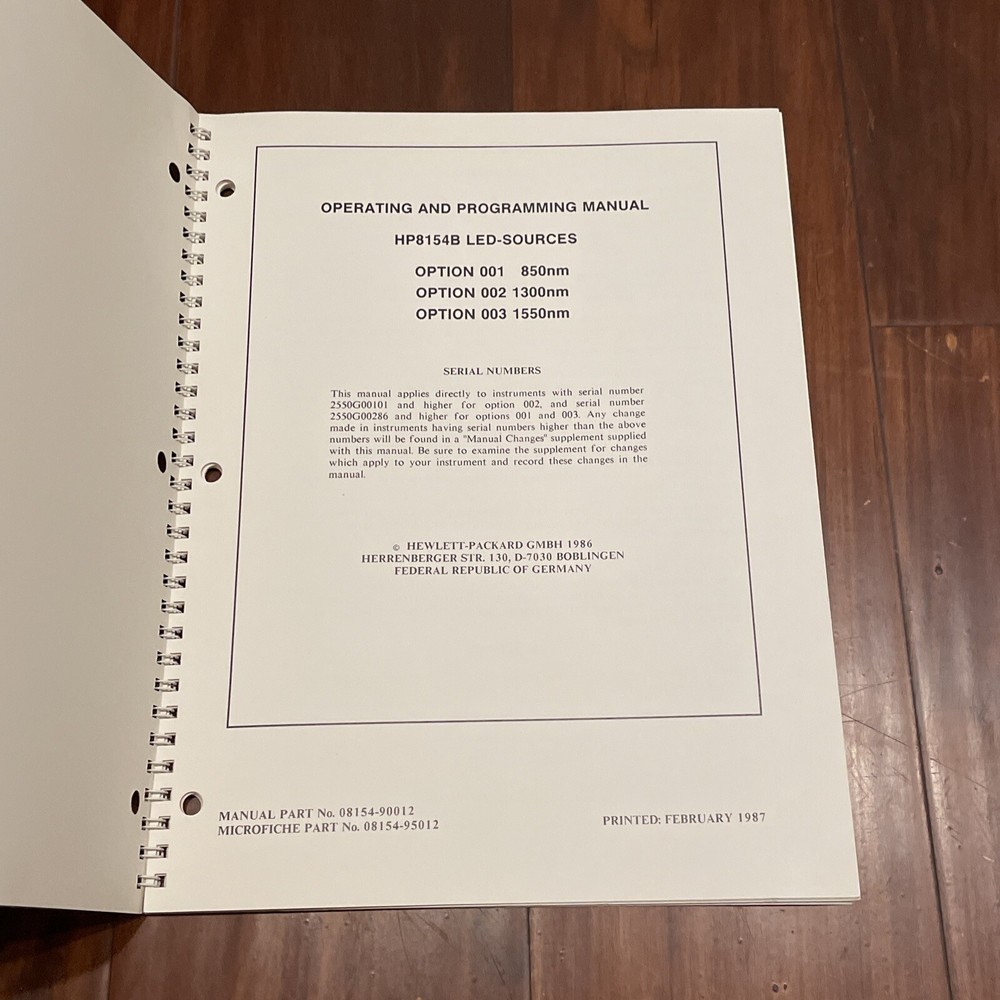 OPERATING AND PROGRAMMING MANUAL
HP8154B LED-SOURCES
OPTION 001 850nm
OPTION 002 1300nm
OPTION 003 1550nm
SERIAL NUMBERS
This manual applies directly to instruments with serial number
2550G00101 and higher for option 002, and serial number
2550G00286 and higher for options 001 and 003. Any change
made in instruments having serial numbers higher than the above
numbers will be found in a "Manual Changes" supplement supplied
with this manual. Be sure to examine the supplement for changes
which apply to your instrument and record these changes in the
manual.
© HEWLETT-PACKARD GMBH 1986
HERRENBERGER STR. 130, D-7030 BOBLINGEN
FEDERAL REPUBLIC OF GERMANY
MANUAL PART No. 08154-90012
MICROFICHE PART No. 08154-95012
PRINTED: FEBRUARY 1987